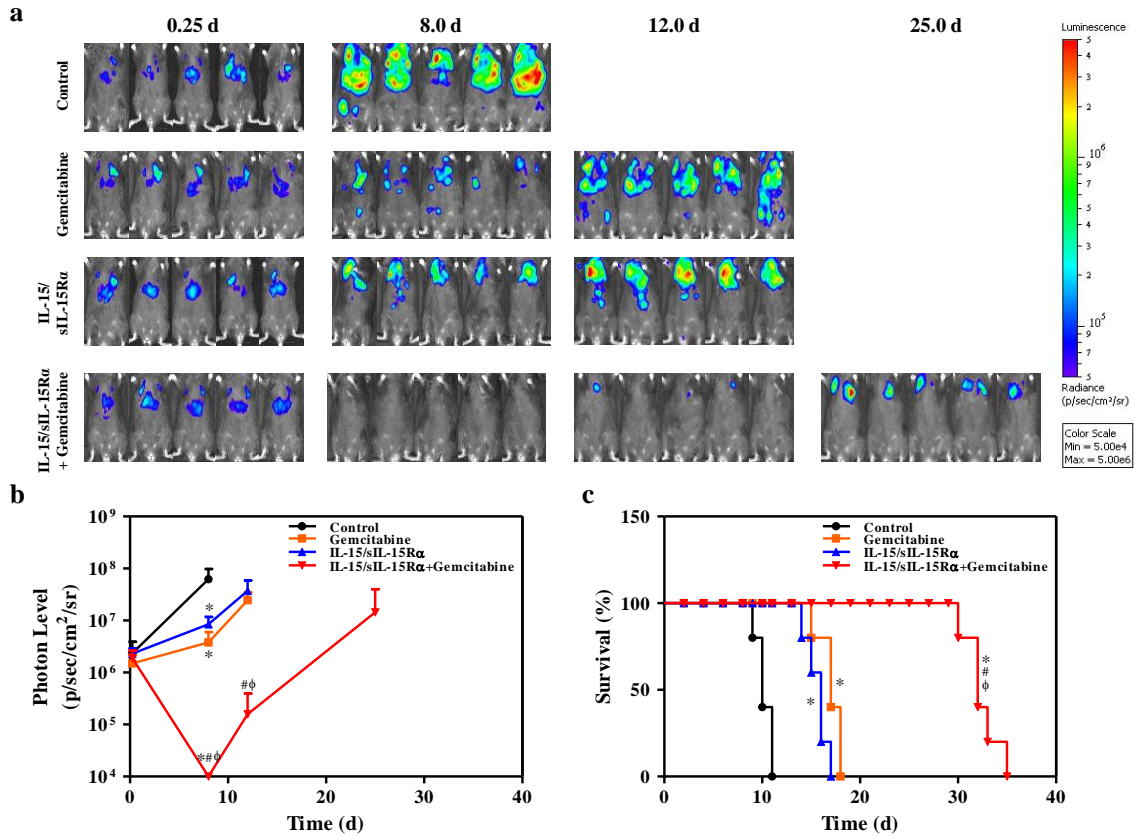 a
0.25 d 8.0 d 12.0 d 25.0 d
Control
Gemcitabine
IL-15/
sIL-15Rα
IL-15/sIL-15Rα
+ Gemcitabine
Luminescence
5
4
3
2
10⁶
9
8
7
6
5
4
3
2
10⁵
9
8
7
6
5
Radiance
(p/sec/cm²/sr)
Color Scale
Min = 5.00e4
Max = 5.00e6
b
Photon Level
(p/sec/cm²/sr)
10⁹
10⁸
10⁷
10⁶
10⁵
10⁴
Control
Gemcitabine
IL-15/sIL-15Rα
IL-15/sIL-15Rα+Gemcitabine
*
*
*#ϕ
#ϕ
0 10 20 30 40
Time (d)
c
Survival (%)
150
100
50
0
Control
Gemcitabine
IL-15/sIL-15Rα
IL-15/sIL-15Rα+Gemcitabine
*
*
*
#
ϕ
0 10 20 30 40
Time (d)